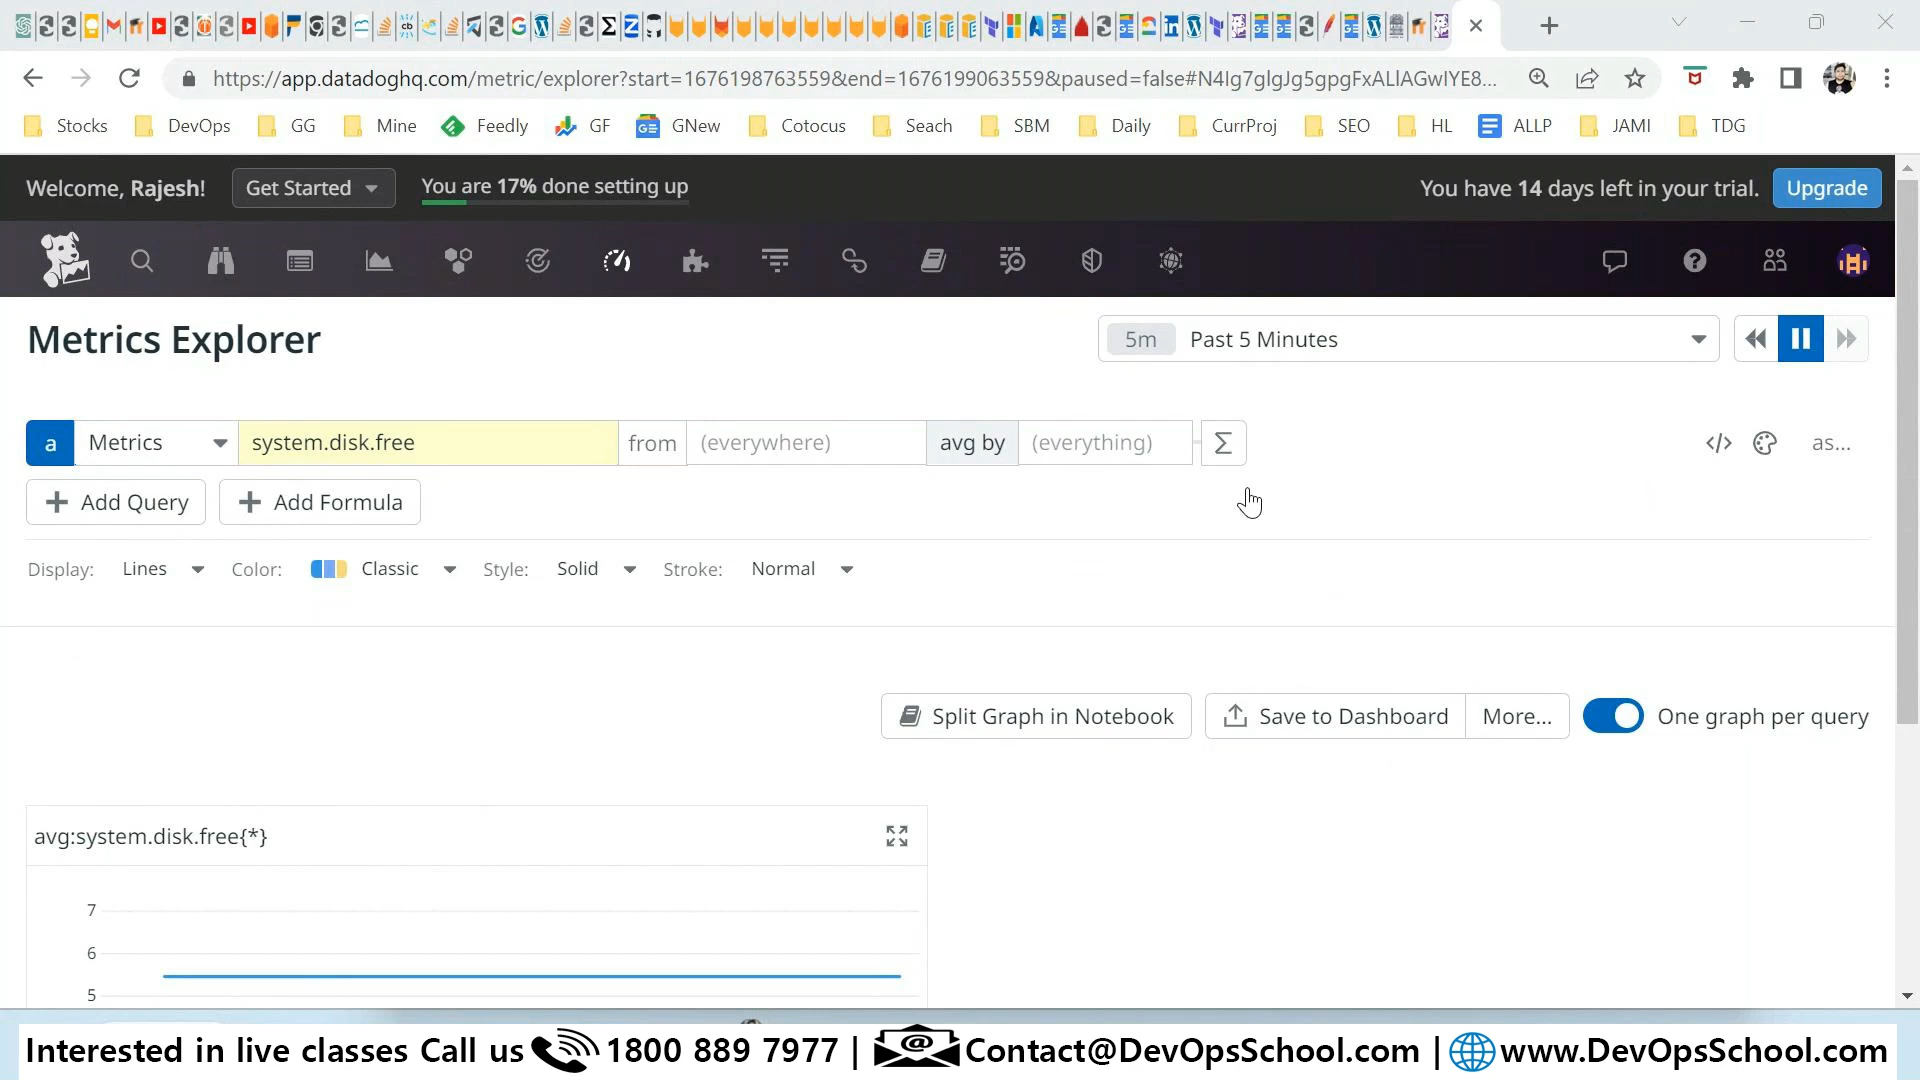 https://app.datadoghq.com/metric/explorer?start=1676198763559&end=1676199063559&paused=false#N4Ig7glgJg5gpgFxALlAGwIYE8...
Stocks DevOps GG Mine Feedly GF GNew Cotocus Seach SBM Daily CurrProj SEO HL ALLP JAMI TDG
Welcome, Rajesh! Get Started You are 17% done setting up You have 14 days left in your trial. Upgrade
Metrics Explorer 5m Past 5 Minutes
a Metrics system.disk.free from (everywhere) avg by (everything) Σ </> as...
+ Add Query + Add Formula
Display: Lines Color: Classic Style: Solid Stroke: Normal
Split Graph in Notebook Save to Dashboard More... One graph per query
avg:system.disk.free{*}
7
6
5
Interested in live classes Call us 1800 889 7977 | Contact@DevOpsSchool.com | www.DevOpsSchool.com